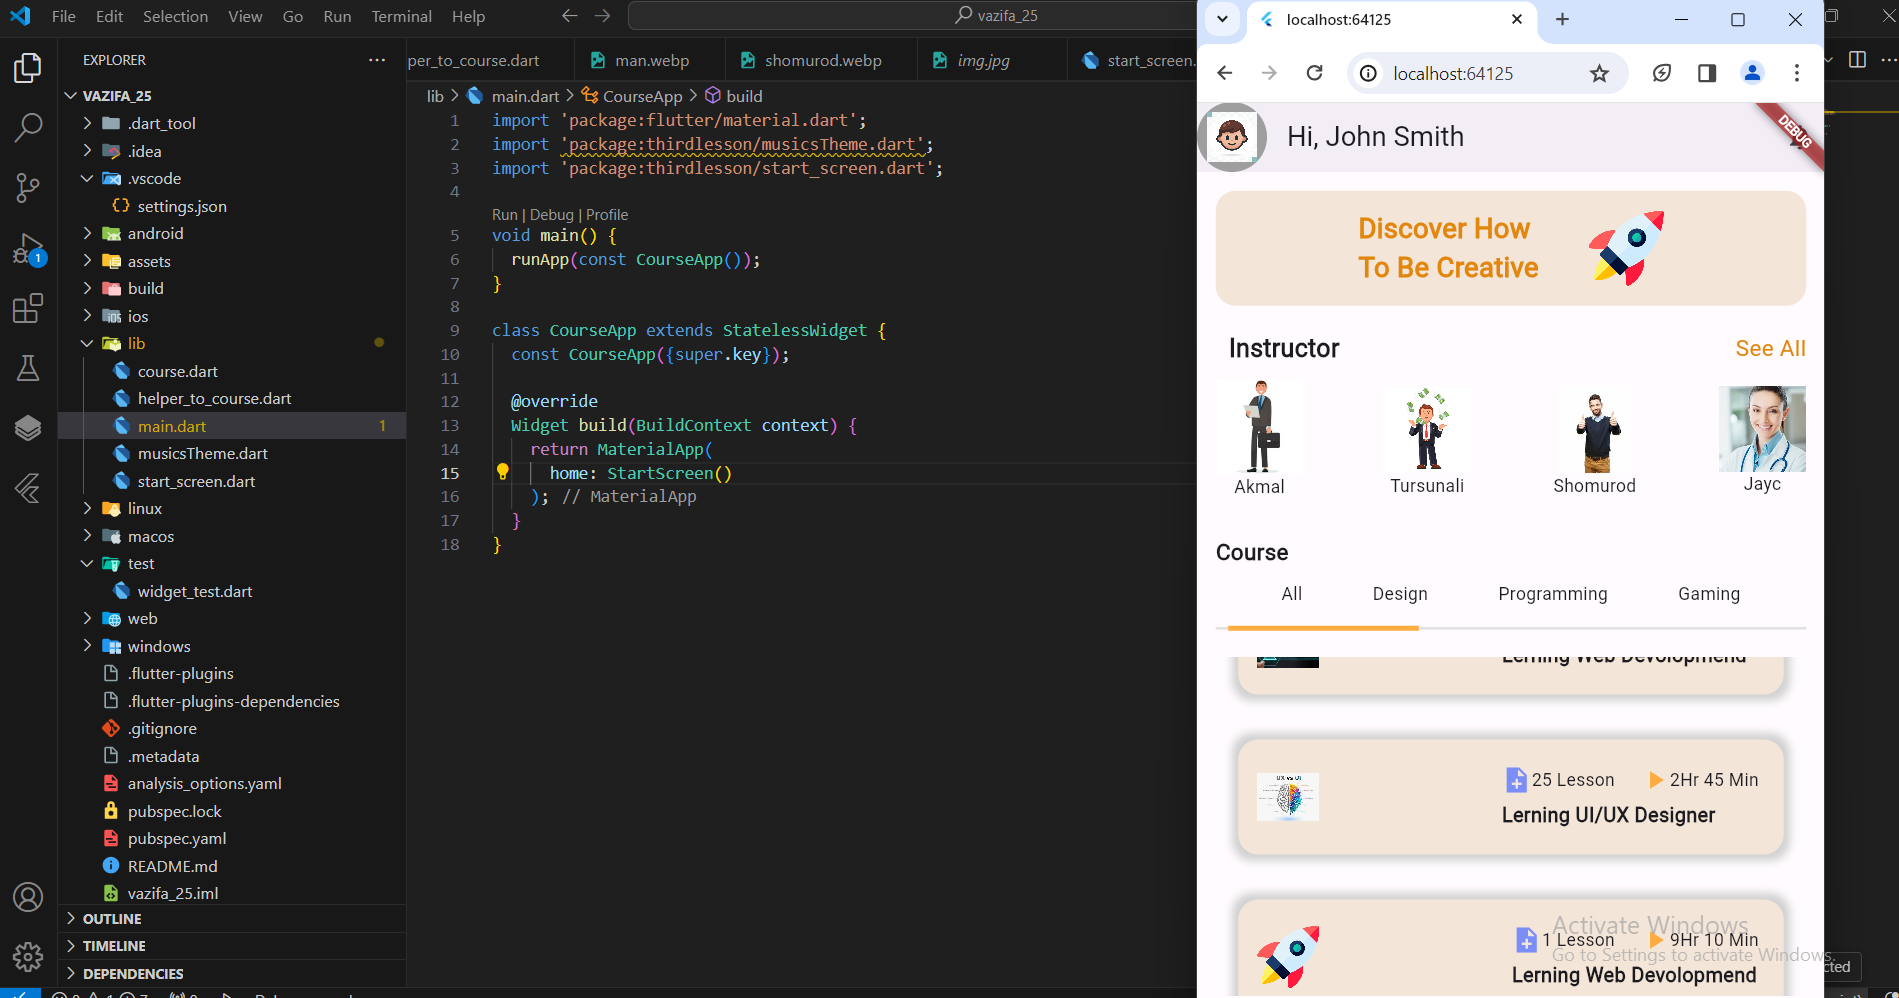 File Edit Selection View Go Run Terminal Help
vazifa_25
EXPLORER
VAZIFA_25
.dart_tool
.idea
.vscode
settings.json
android
assets
build
ios
lib
course.dart
helper_to_course.dart
main.dart 1
musicsTheme.dart
start_screen.dart
linux
macos
test
widget_test.dart
web
windows
.flutter-plugins
.flutter-plugins-dependencies
.gitignore
.metadata
analysis_options.yaml
pubspec.lock
pubspec.yaml
README.md
vazifa_25.iml
OUTLINE
TIMELINE
DEPENDENCIES
1
per_to_course.dart man.webp shomurod.webp img.jpg start_screen.
lib > main.dart > CourseApp > build
1 import 'package:flutter/material.dart';
2 import 'package:thirdlesson/musicsTheme.dart';
3 import 'package:thirdlesson/start_screen.dart';
4
Run | Debug | Profile
5 void main() {
6 runApp(const CourseApp());
7 }
8
9 class CourseApp extends StatelessWidget {
10 const CourseApp({super.key});
11
12 @override
13 Widget build(BuildContext context) {
14 return MaterialApp(
15 home: StartScreen()
16 ); // MaterialApp
17 }
18 }
localhost:64125
localhost:64125
Hi, John Smith
DEBUG
Discover How
To Be Creative
Instructor See All
Akmal Tursunali Shomurod Jayc
Course
All Design Programming Gaming
Lerning Web Devolopmend
UX vs UI
25 Lesson 2Hr 45 Min
Lerning UI/UX Designer
1 Lesson 9Hr 10 Min
Lerning Web Devolopmend
Activate Windows
Go to Settings to activate Windows.
cted